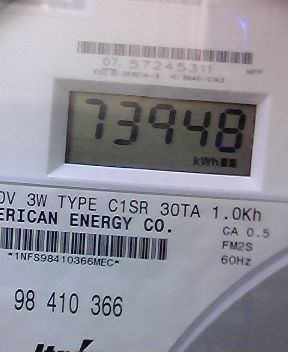 07 57245311
73948
kWh
0V 3W TYPE C1SR 30TA 1.0Kh
ERICAN ENERGY CO.
CA 0.5
FM2S
60Hz
*1NFS98410366MEC*
98 410 366